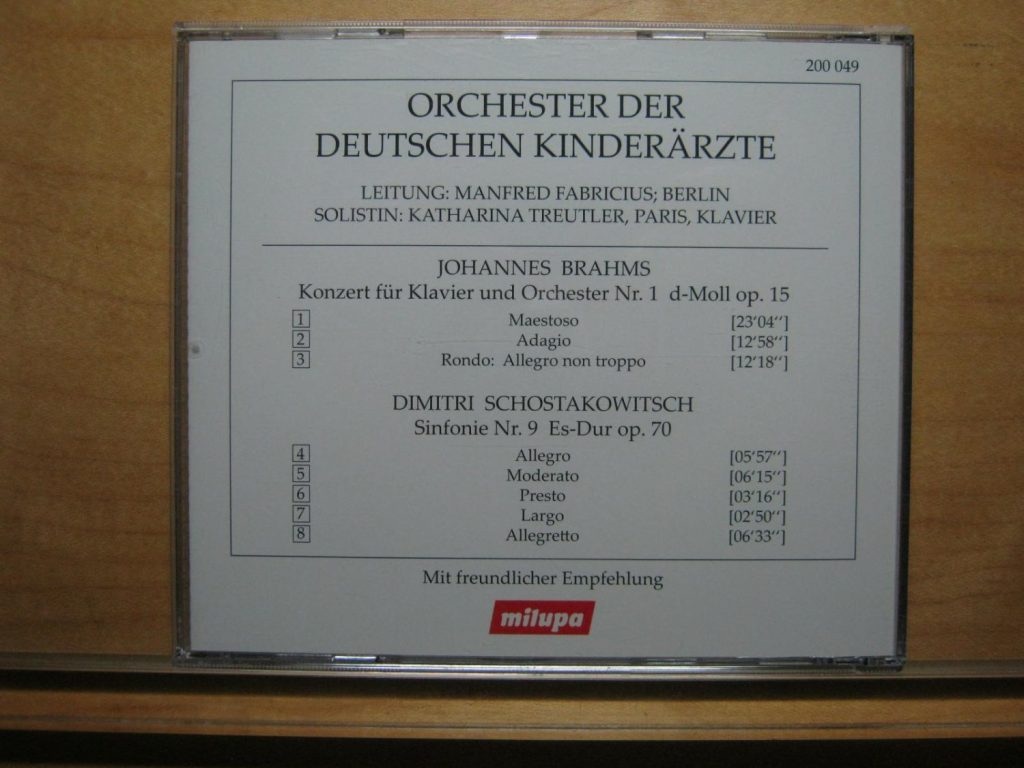 200 049
ORCHESTER DER
DEUTSCHEN KINDERÄRZTE
LEITUNG: MANFRED FABRICIUS; BERLIN
SOLISTIN: KATHARINA TREUTLER, PARIS, KLAVIER
JOHANNES BRAHMS
Konzert für Klavier und Orchester Nr. 1 d-Moll op. 15
1 Maestoso [23‘04‘‘]
2 Adagio [12‘58‘‘]
3 Rondo: Allegro non troppo [12‘18‘‘]
DIMITRI SCHOSTAKOWITSCH
Sinfonie Nr. 9 Es-Dur op. 70
4 Allegro [05‘57‘‘]
5 Moderato [06‘15‘‘]
6 Presto [03‘16‘‘]
7 Largo [02‘50‘‘]
8 Allegretto [06‘33‘‘]
Mit freundlicher Empfehlung
milupa